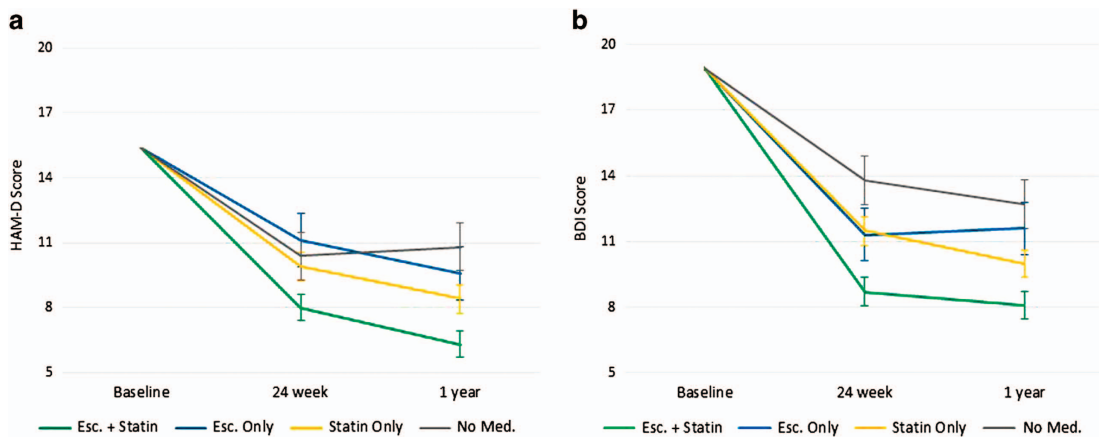 a
HAM-D Score
20
17
14
11
8
5
Baseline 24 week 1 year
Esc. + Statin Esc. Only Statin Only No Med.
b
BDI Score
20
17
14
11
8
5
Baseline 24 week 1 year
Esc. + Statin Esc. Only Statin Only No Med.